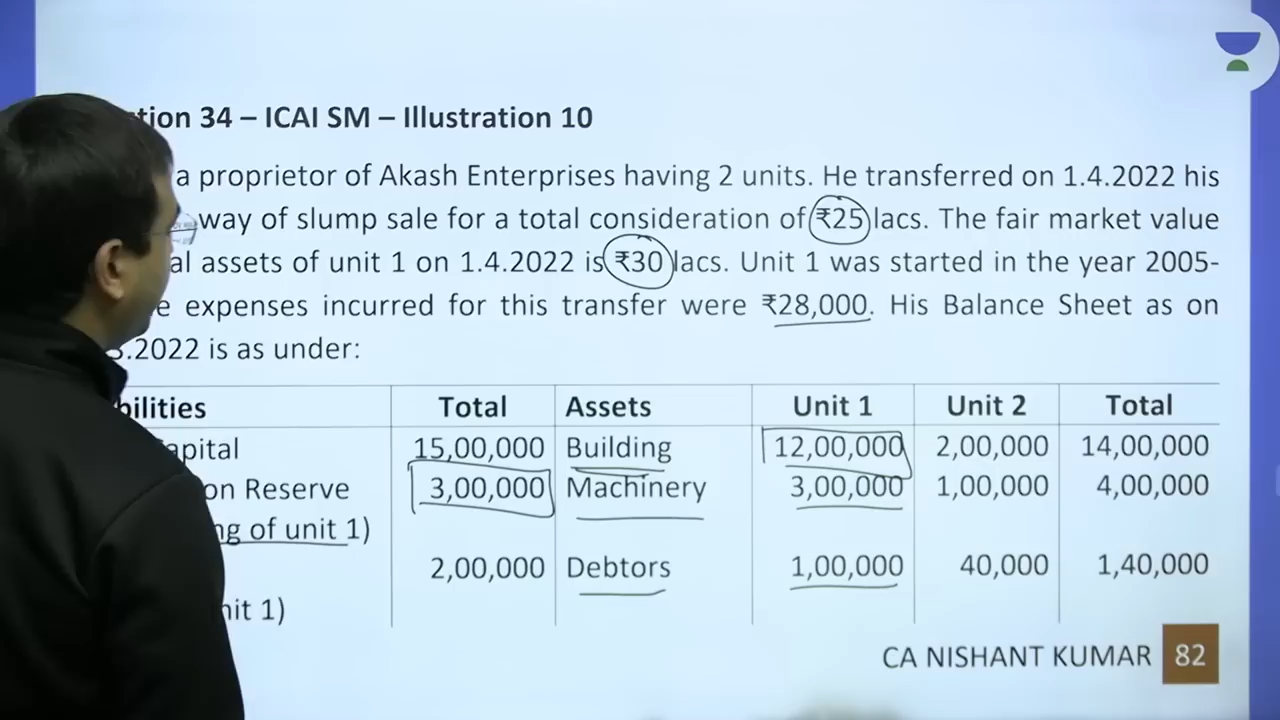 tion 34 – ICAI SM – Illustration 10
a proprietor of Akash Enterprises having 2 units. He transferred on 1.4.2022 his
way of slump sale for a total consideration of ₹25 lacs. The fair market value
al assets of unit 1 on 1.4.2022 is ₹30 lacs. Unit 1 was started in the year 2005-
e expenses incurred for this transfer were ₹28,000. His Balance Sheet as on
.2022 is as under:
bilities Total Assets Unit 1 Unit 2 Total
apital 15,00,000 Building 12,00,000 2,00,000 14,00,000
on Reserve 3,00,000 Machinery 3,00,000 1,00,000 4,00,000
ng of unit 1)
2,00,000 Debtors 1,00,000 40,000 1,40,000
nit 1)
CA NISHANT KUMAR 82